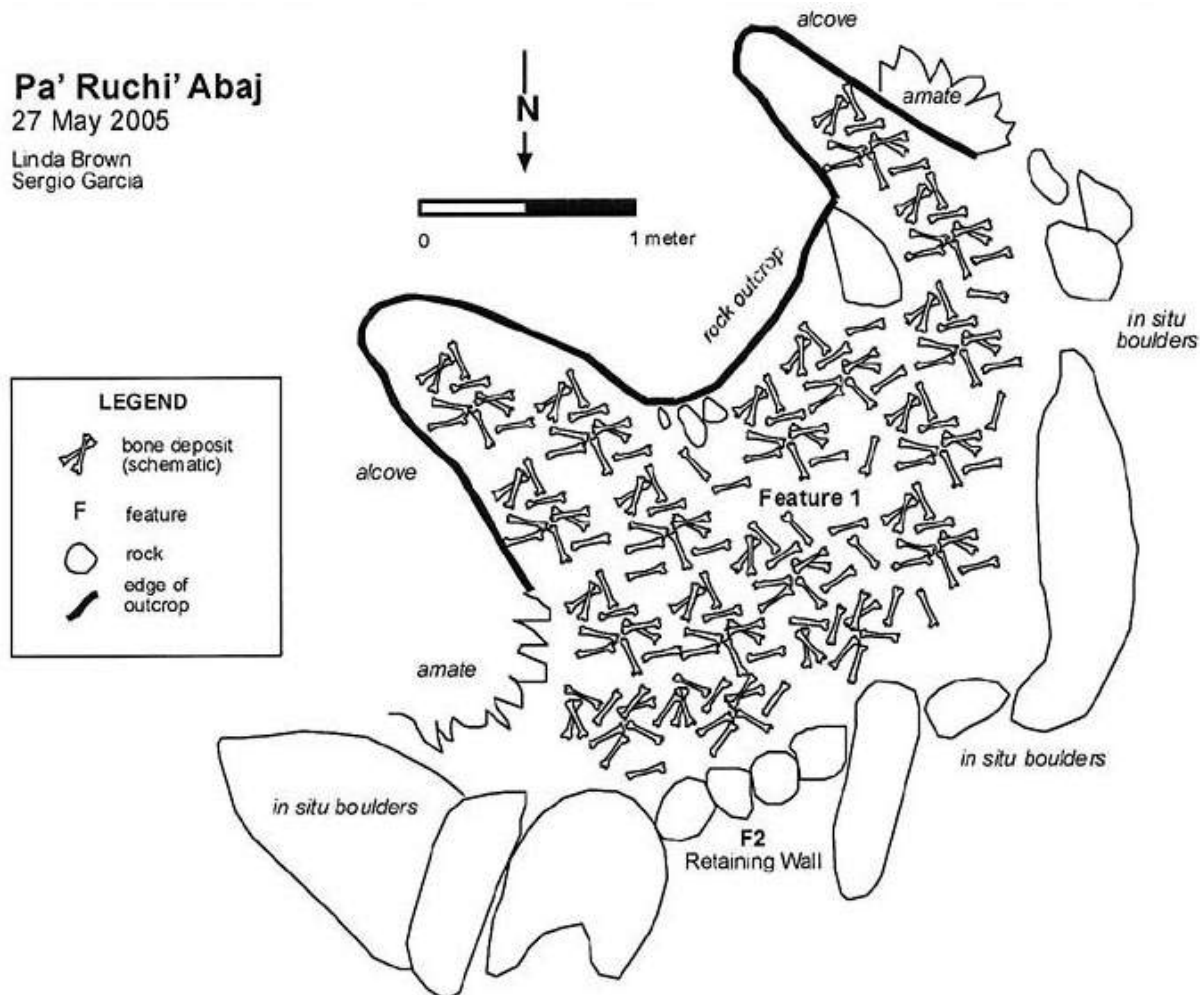 Pa' Ruchi' Abaj
27 May 2005
Linda Brown
Sergio Garcia
N
0
1 meter
alcove
amate
rock outcrop
in situ
boulders
LEGEND
bone deposit
(schematic)
F
feature
rock
edge of
outcrop
alcove
Feature 1
amate
in situ boulders
in situ boulders
F2
Retaining Wall